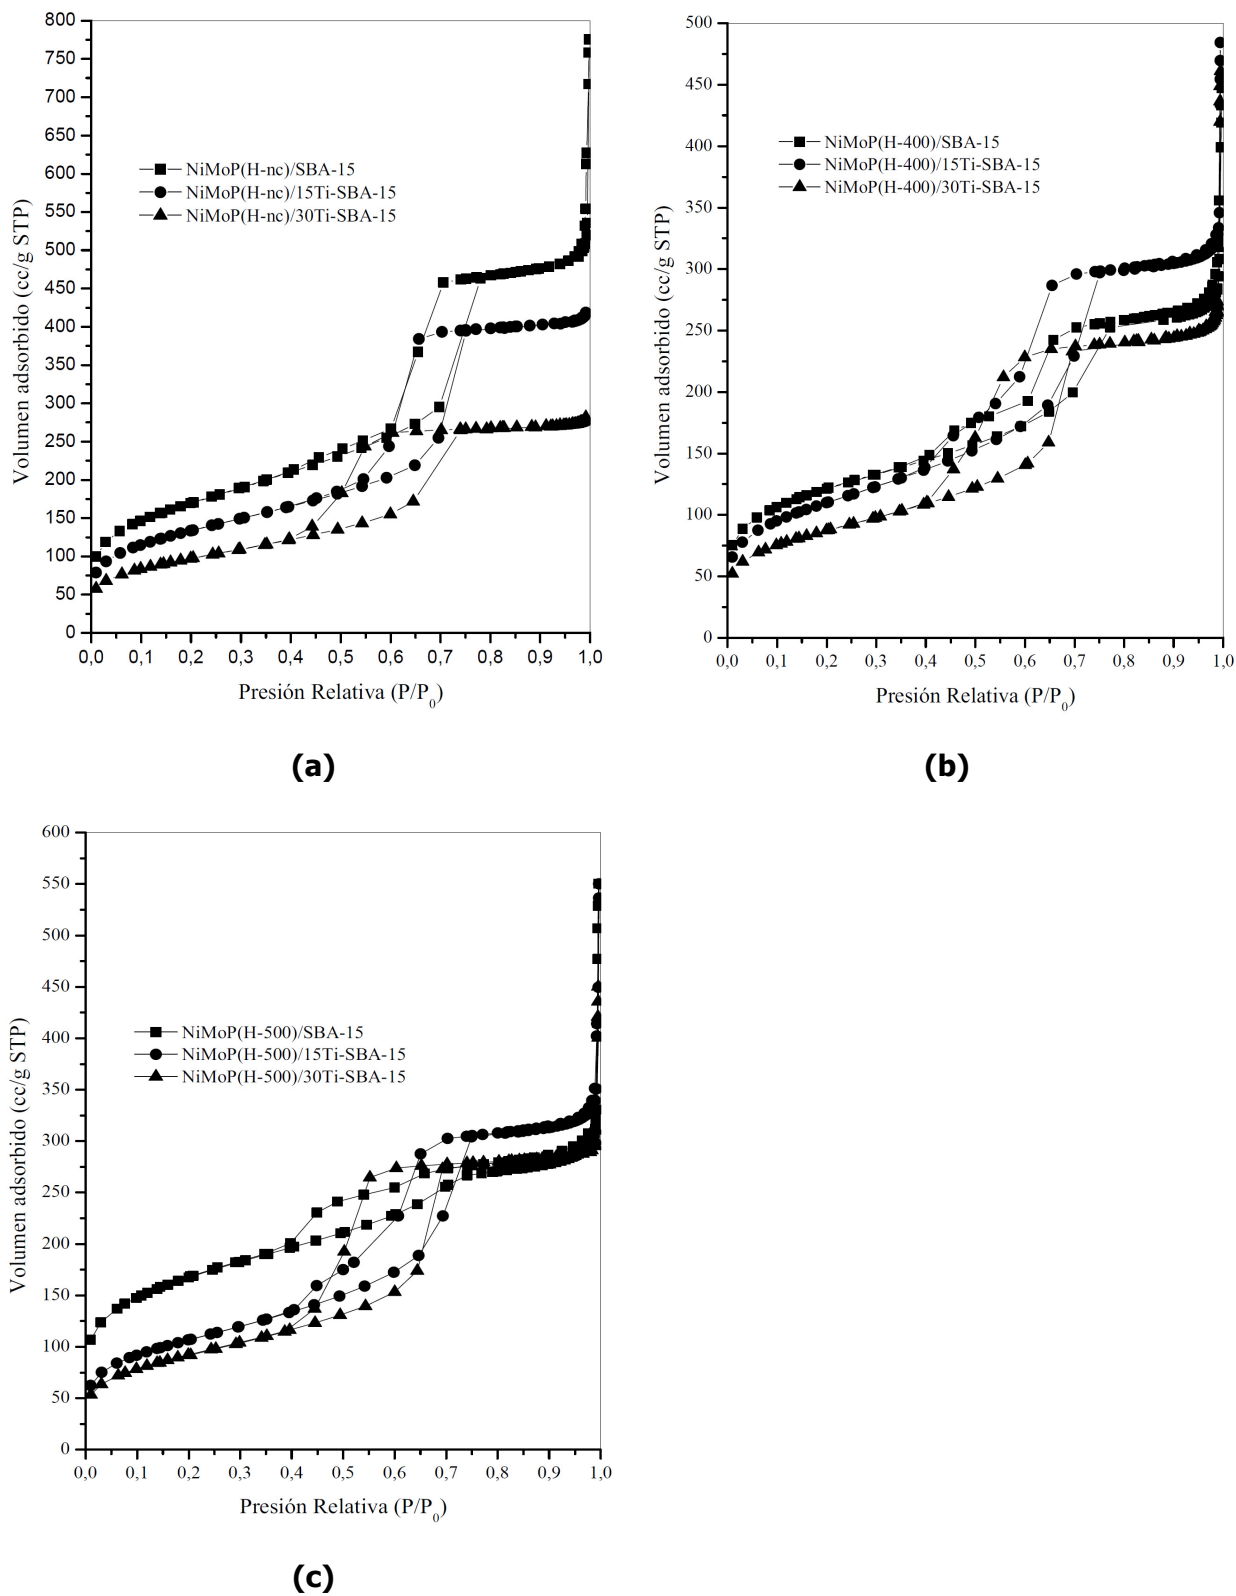 800
750
700
650
600
550
500
450
400
350
300
250
200
150
100
50
0
Volumen adsorbido (cc/g STP)
NiMoP(H-nc)/SBA-15
NiMoP(H-nc)/15Ti-SBA-15
NiMoP(H-nc)/30Ti-SBA-15
0,0 0,1 0,2 0,3 0,4 0,5 0,6 0,7 0,8 0,9 1,0
Presión Relativa (P/P0)
(a)
500
450
400
350
300
250
200
150
100
50
0
Volumen adsorbido (cc/g STP)
NiMoP(H-400)/SBA-15
NiMoP(H-400)/15Ti-SBA-15
NiMoP(H-400)/30Ti-SBA-15
0,0 0,1 0,2 0,3 0,4 0,5 0,6 0,7 0,8 0,9 1,0
Presión Relativa (P/P0)
(b)
600
550
500
450
400
350
300
250
200
150
100
50
0
Volumen adsorbido (cc/g STP)
NiMoP(H-500)/SBA-15
NiMoP(H-500)/15Ti-SBA-15
NiMoP(H-500)/30Ti-SBA-15
0,0 0,1 0,2 0,3 0,4 0,5 0,6 0,7 0,8 0,9 1,0
Presión Relativa (P/P0)
(c)